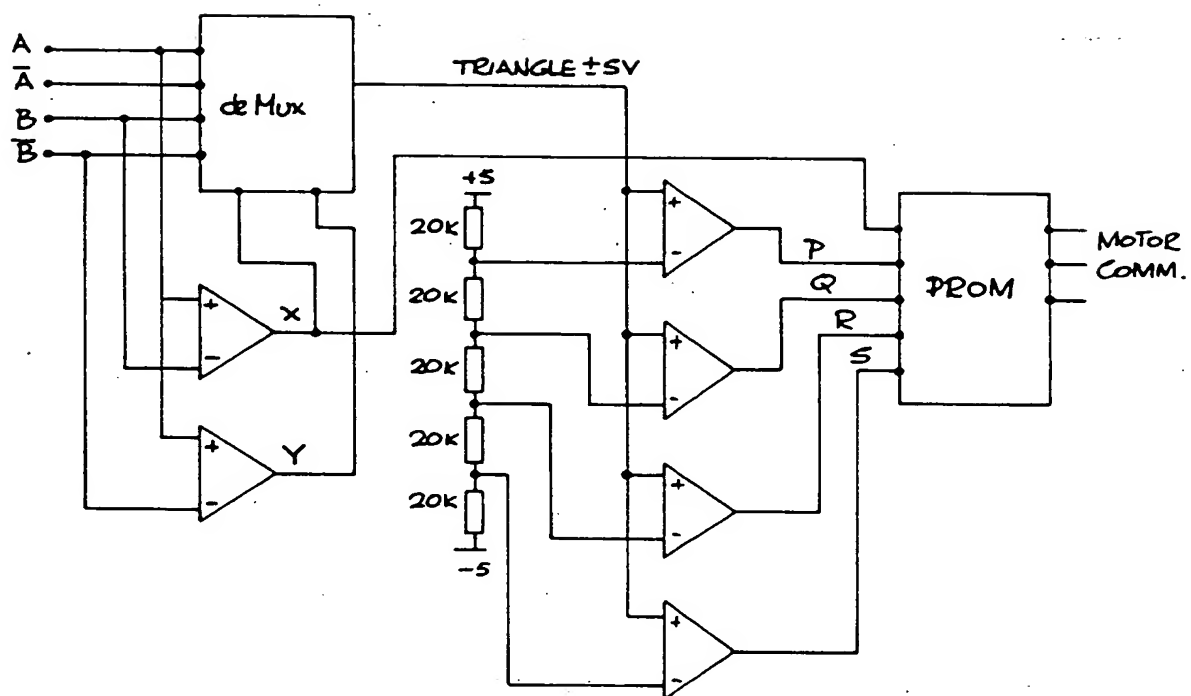 A
A̅
B
B̅
de Mux
TRIANGLE ±5V
X
Y
+5
20K
20K
20K
20K
20K
-5
+
-
+
-
+
-
+
-
+
-
+
-
P
Q
R
S
PROM
MOTOR
COMM.